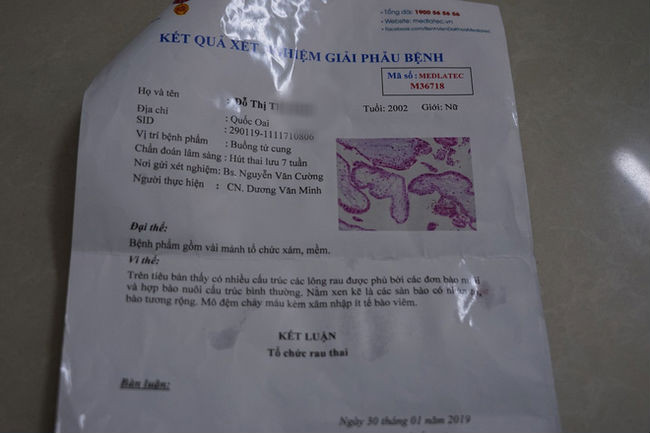 • Tổng đài: 1900 56 56 56
• Website: medlatec.vn
KẾT QUẢ XÉT NGHIỆM GIẢI PHẪU BỆNH
Mã số : MEDLATEC
M36718
Họ và tên : Đỗ Thị
Tuổi: 2002 Giới: Nữ
Địa chỉ : Quốc Oai
SID : 290119-1111710806
Vị trí bệnh phẩm : Buồng tử cung
Chẩn đoán lâm sàng : Hút thai lưu 7 tuần
Nơi gửi xét nghiệm: Bs. Nguyễn Văn Cường
Người thực hiện : CN. Dương Văn Minh
Đại thể:
Bệnh phẩm gồm vài mảnh tổ chức xám, mềm.
Vi thể:
Trên tiêu bản thấy có nhiều cấu trúc các lông rau được phủ bởi các đơn bào nuôi
và hợp bào nuôi cấu trúc bình thường. Nằm xen kẽ là các sản bào có nhân
bào tương rộng. Mô đệm chảy máu kèm xâm nhập ít tế bào viêm.
KẾT LUẬN
Tổ chức rau thai
Bàn luận:
Ngày 30 tháng 01 năm 2019